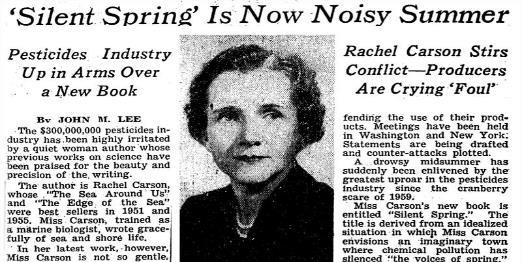 'Silent Spring' Is Now Noisy Summer
Pesticides Industry
Up in Arms Over
a New Book
Rachel Carson Stirs
Conflict—Producers
Are Crying 'Foul'
By JOHN M. LEE
The $300,000,000 pesticides in-
dustry has been highly irritated
by a quiet woman author whose
previous works on science have
been praised for the beauty and
precision of the writing.
The author is Rachel Carson,
whose "The Sea Around Us"
and "The Edge of the Sea"
were best sellers in 1951 and
1955. Miss Carson, trained as
a marine biologist, wrote grace-
fully of sea and shore life.
In her latest work, however,
Miss Carson is not so gentle.
fending the use of their prod-
ucts. Meetings have been held
in Washington and New York.
Statements are being drafted
and counter-attacks plotted.
A drowsy midsummer has
suddenly been enlivened by the
greatest uproar in the pesticides
industry since the cranberry
scare of 1959.
Miss Carson's new book is
entitled "Silent Spring." The
title is derived from an idealized
situation in which Miss Carson
envisions an imaginary town
where chemical pollution has
silenced "the voices of spring."